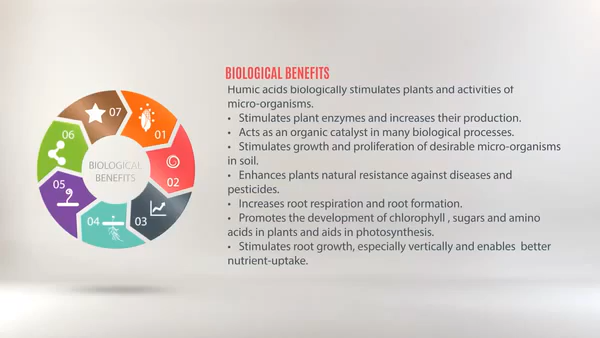 BIOLOGICAL BENEFITS
Humic acids biologically stimulates plants and activities of
micro-organisms.
• Stimulates plant enzymes and increases their production.
• Acts as an organic catalyst in many biological processes.
• Stimulates growth and proliferation of desirable micro-organisms
in soil.
• Enhances plants natural resistance against diseases and
pesticides.
• Increases root respiration and root formation.
• Promotes the development of chlorophyll , sugars and amino
acids in plants and aids in photosynthesis.
• Stimulates root growth, especially vertically and enables better
nutrient-uptake.
01
02
03
04
05
06
07
BIOLOGICAL
BENEFITS